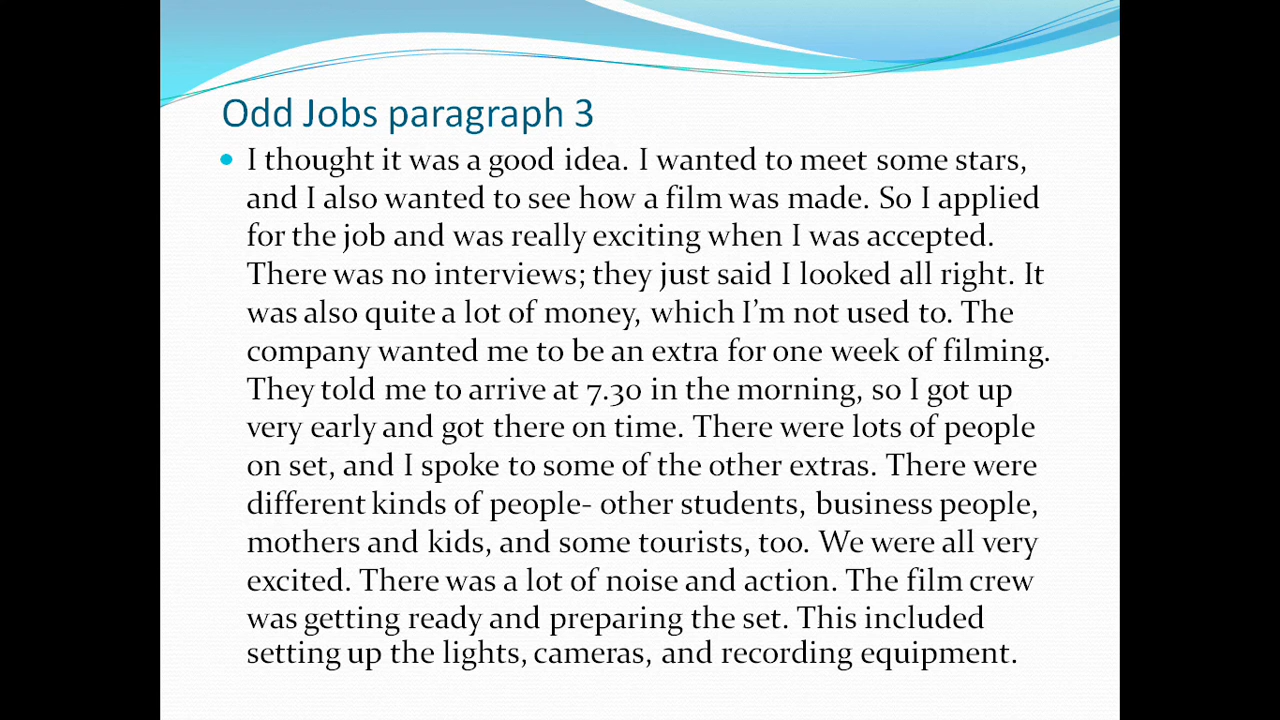 Odd Jobs paragraph 3
• I thought it was a good idea. I wanted to meet some stars,
and I also wanted to see how a film was made. So I applied
for the job and was really exciting when I was accepted.
There was no interviews; they just said I looked all right. It
was also quite a lot of money, which I’m not used to. The
company wanted me to be an extra for one week of filming.
They told me to arrive at 7.30 in the morning, so I got up
very early and got there on time. There were lots of people
on set, and I spoke to some of the other extras. There were
different kinds of people- other students, business people,
mothers and kids, and some tourists, too. We were all very
excited. There was a lot of noise and action. The film crew
was getting ready and preparing the set. This included
setting up the lights, cameras, and recording equipment.